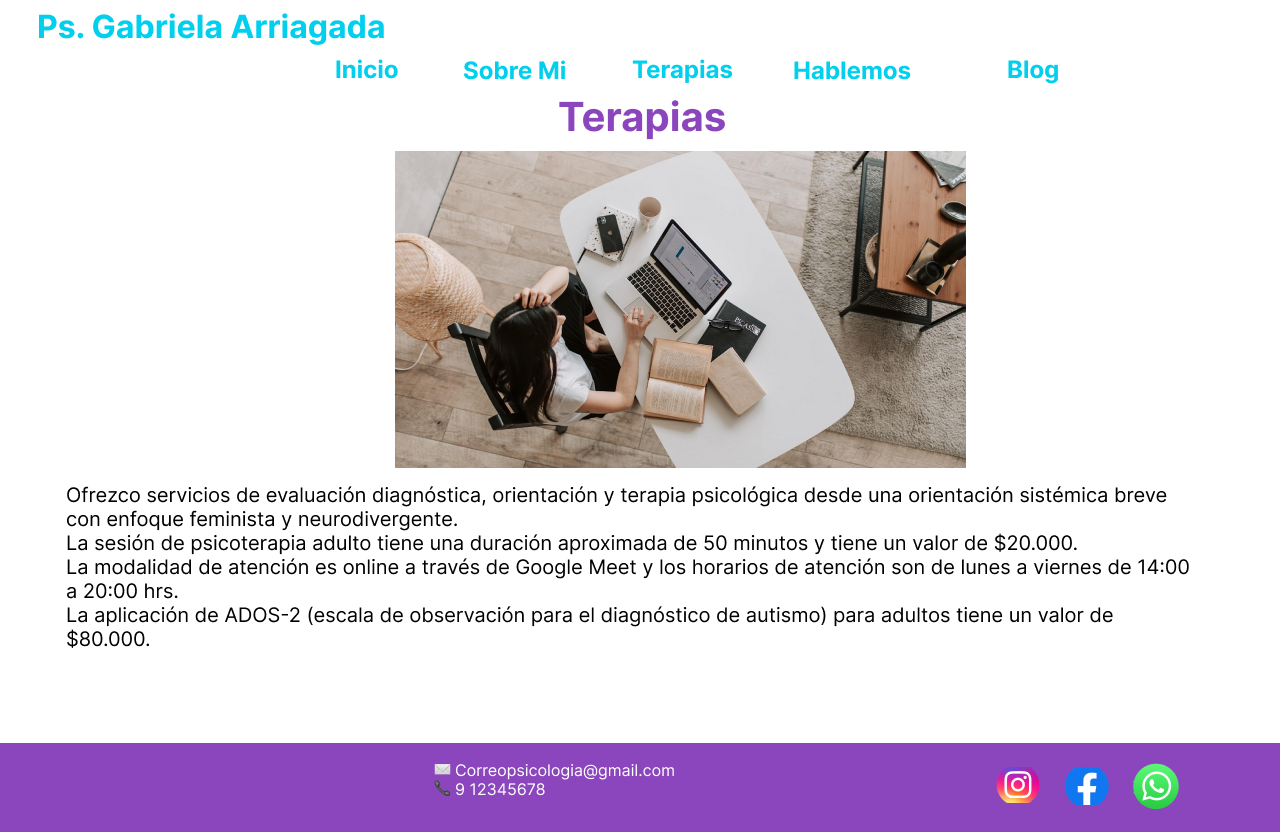 Ps. Gabriela Arriagada
Inicio Sobre Mi Terapias Hablemos Blog
Terapias
Ofrezco servicios de evaluación diagnóstica, orientación y terapia psicológica desde una orientación sistémica breve
con enfoque feminista y neurodivergente.
La sesión de psicoterapia adulto tiene una duración aproximada de 50 minutos y tiene un valor de $20.000.
La modalidad de atención es online a través de Google Meet y los horarios de atención son de lunes a viernes de 14:00
a 20:00 hrs.
La aplicación de ADOS-2 (escala de observación para el diagnóstico de autismo) para adultos tiene un valor de
$80.000.
Correopsicologia@gmail.com
9 12345678